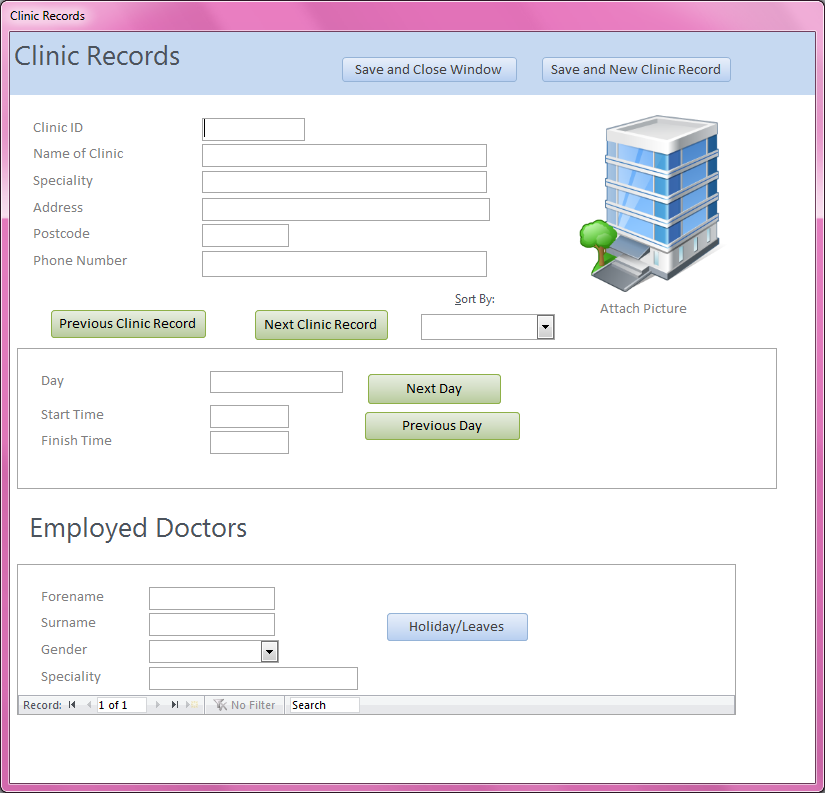 Clinic Records
Clinic Records
Save and Close Window
Save and New Clinic Record
Clinic ID
Name of Clinic
Speciality
Address
Postcode
Phone Number
Attach Picture
Sort By:
Previous Clinic Record
Next Clinic Record
Day
Next Day
Start Time
Previous Day
Finish Time
Employed Doctors
Forename
Surname
Holiday/Leaves
Gender
Speciality
Record: 1 of 1 No Filter Search